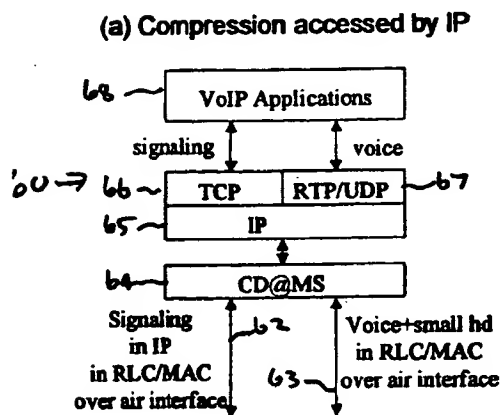 (a) Compression accessed by IP
68
VoIP Applications
signaling
voice
60
66
TCP
RTP/UDP
67
65
IP
64
CD@MS
Signaling
in IP
in RLC/MAC
over air interface
62
Voice+small hd
in RLC/MAC
over air interface
63